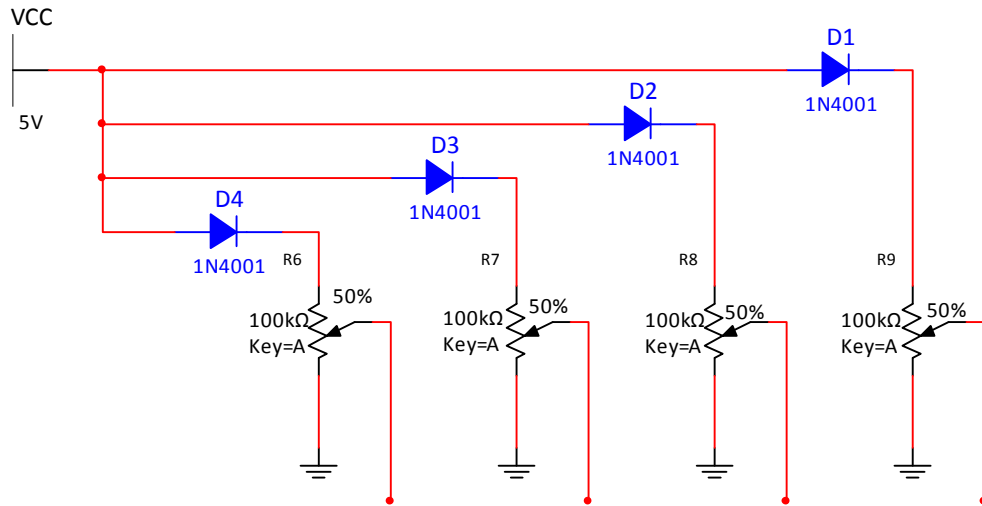 VCC
5V
D1
1N4001
D2
1N4001
D3
1N4001
D4
1N4001
R6
50%
100kΩ
Key=A
R7
50%
100kΩ
Key=A
R8
50%
100kΩ
Key=A
R9
50%
100kΩ
Key=A